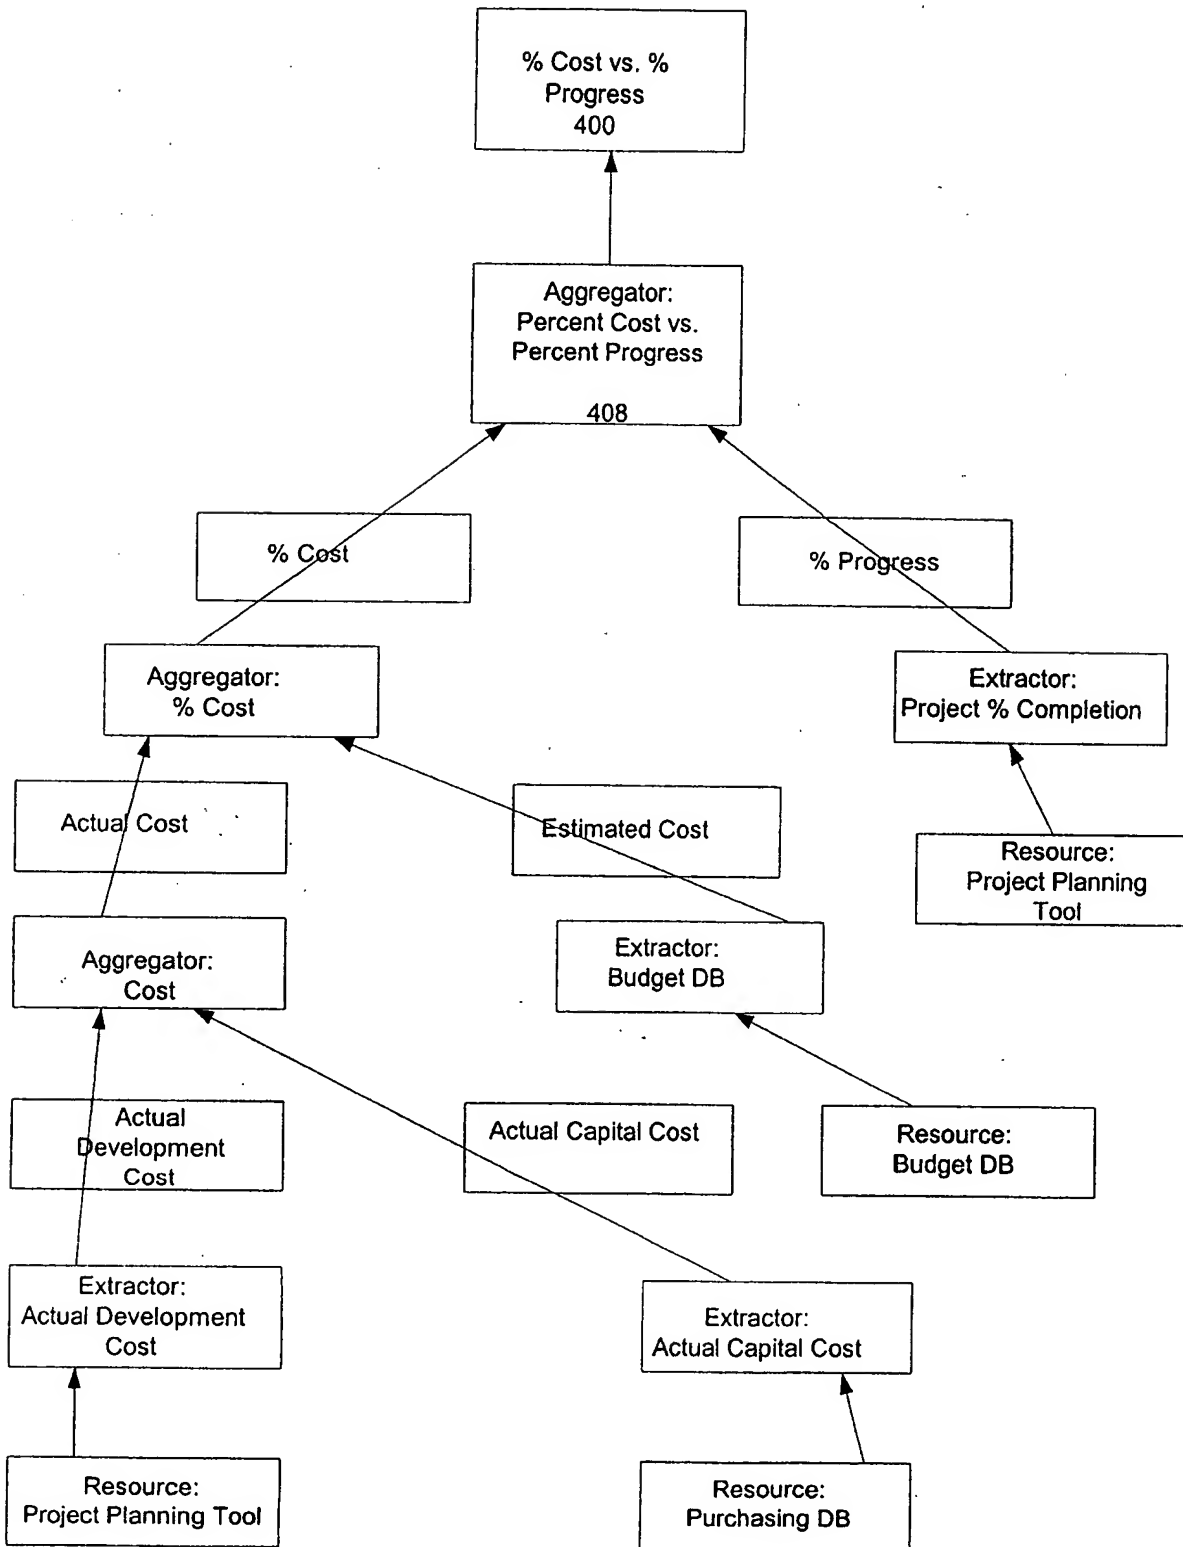 % Cost vs. %
Progress
400
Aggregator:
Percent Cost vs.
Percent Progress
408
% Cost
% Progress
Aggregator:
% Cost
Extractor:
Project % Completion
Actual Cost
Estimated Cost
Resource:
Project Planning
Tool
Aggregator:
Cost
Extractor:
Budget DB
Actual
Development
Cost
Actual Capital Cost
Resource:
Budget DB
Extractor:
Actual Development
Cost
Extractor:
Actual Capital Cost
Resource:
Project Planning Tool
Resource:
Purchasing DB